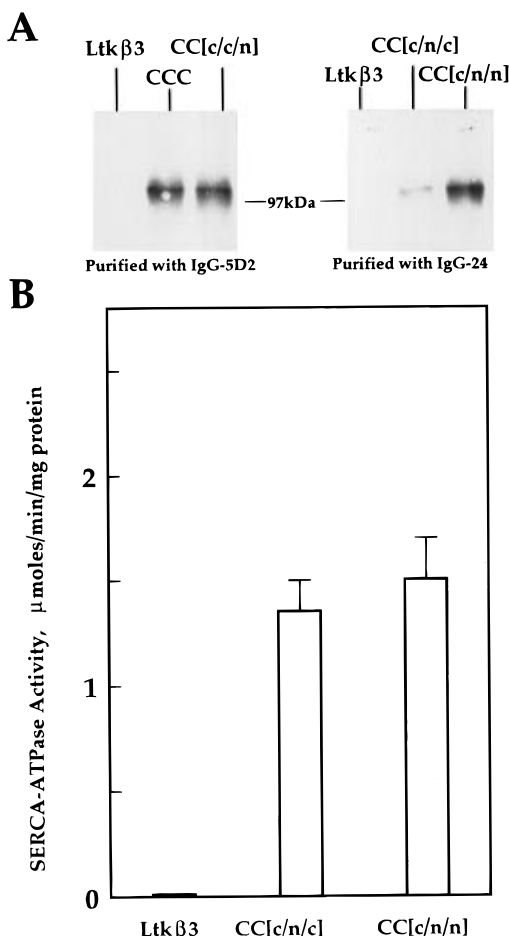 A
Ltkβ3 CC[c/c/n]
CCC
CC[c/n/c]
Ltkβ3 CC[c/n/n]
97kDa
Purified with IgG-5D2
Purified with IgG-24
B
SERCA-ATPase Activity, μmoles/min/mg protein
2
1
0
Ltkβ3 CC[c/n/c] CC[c/n/n]